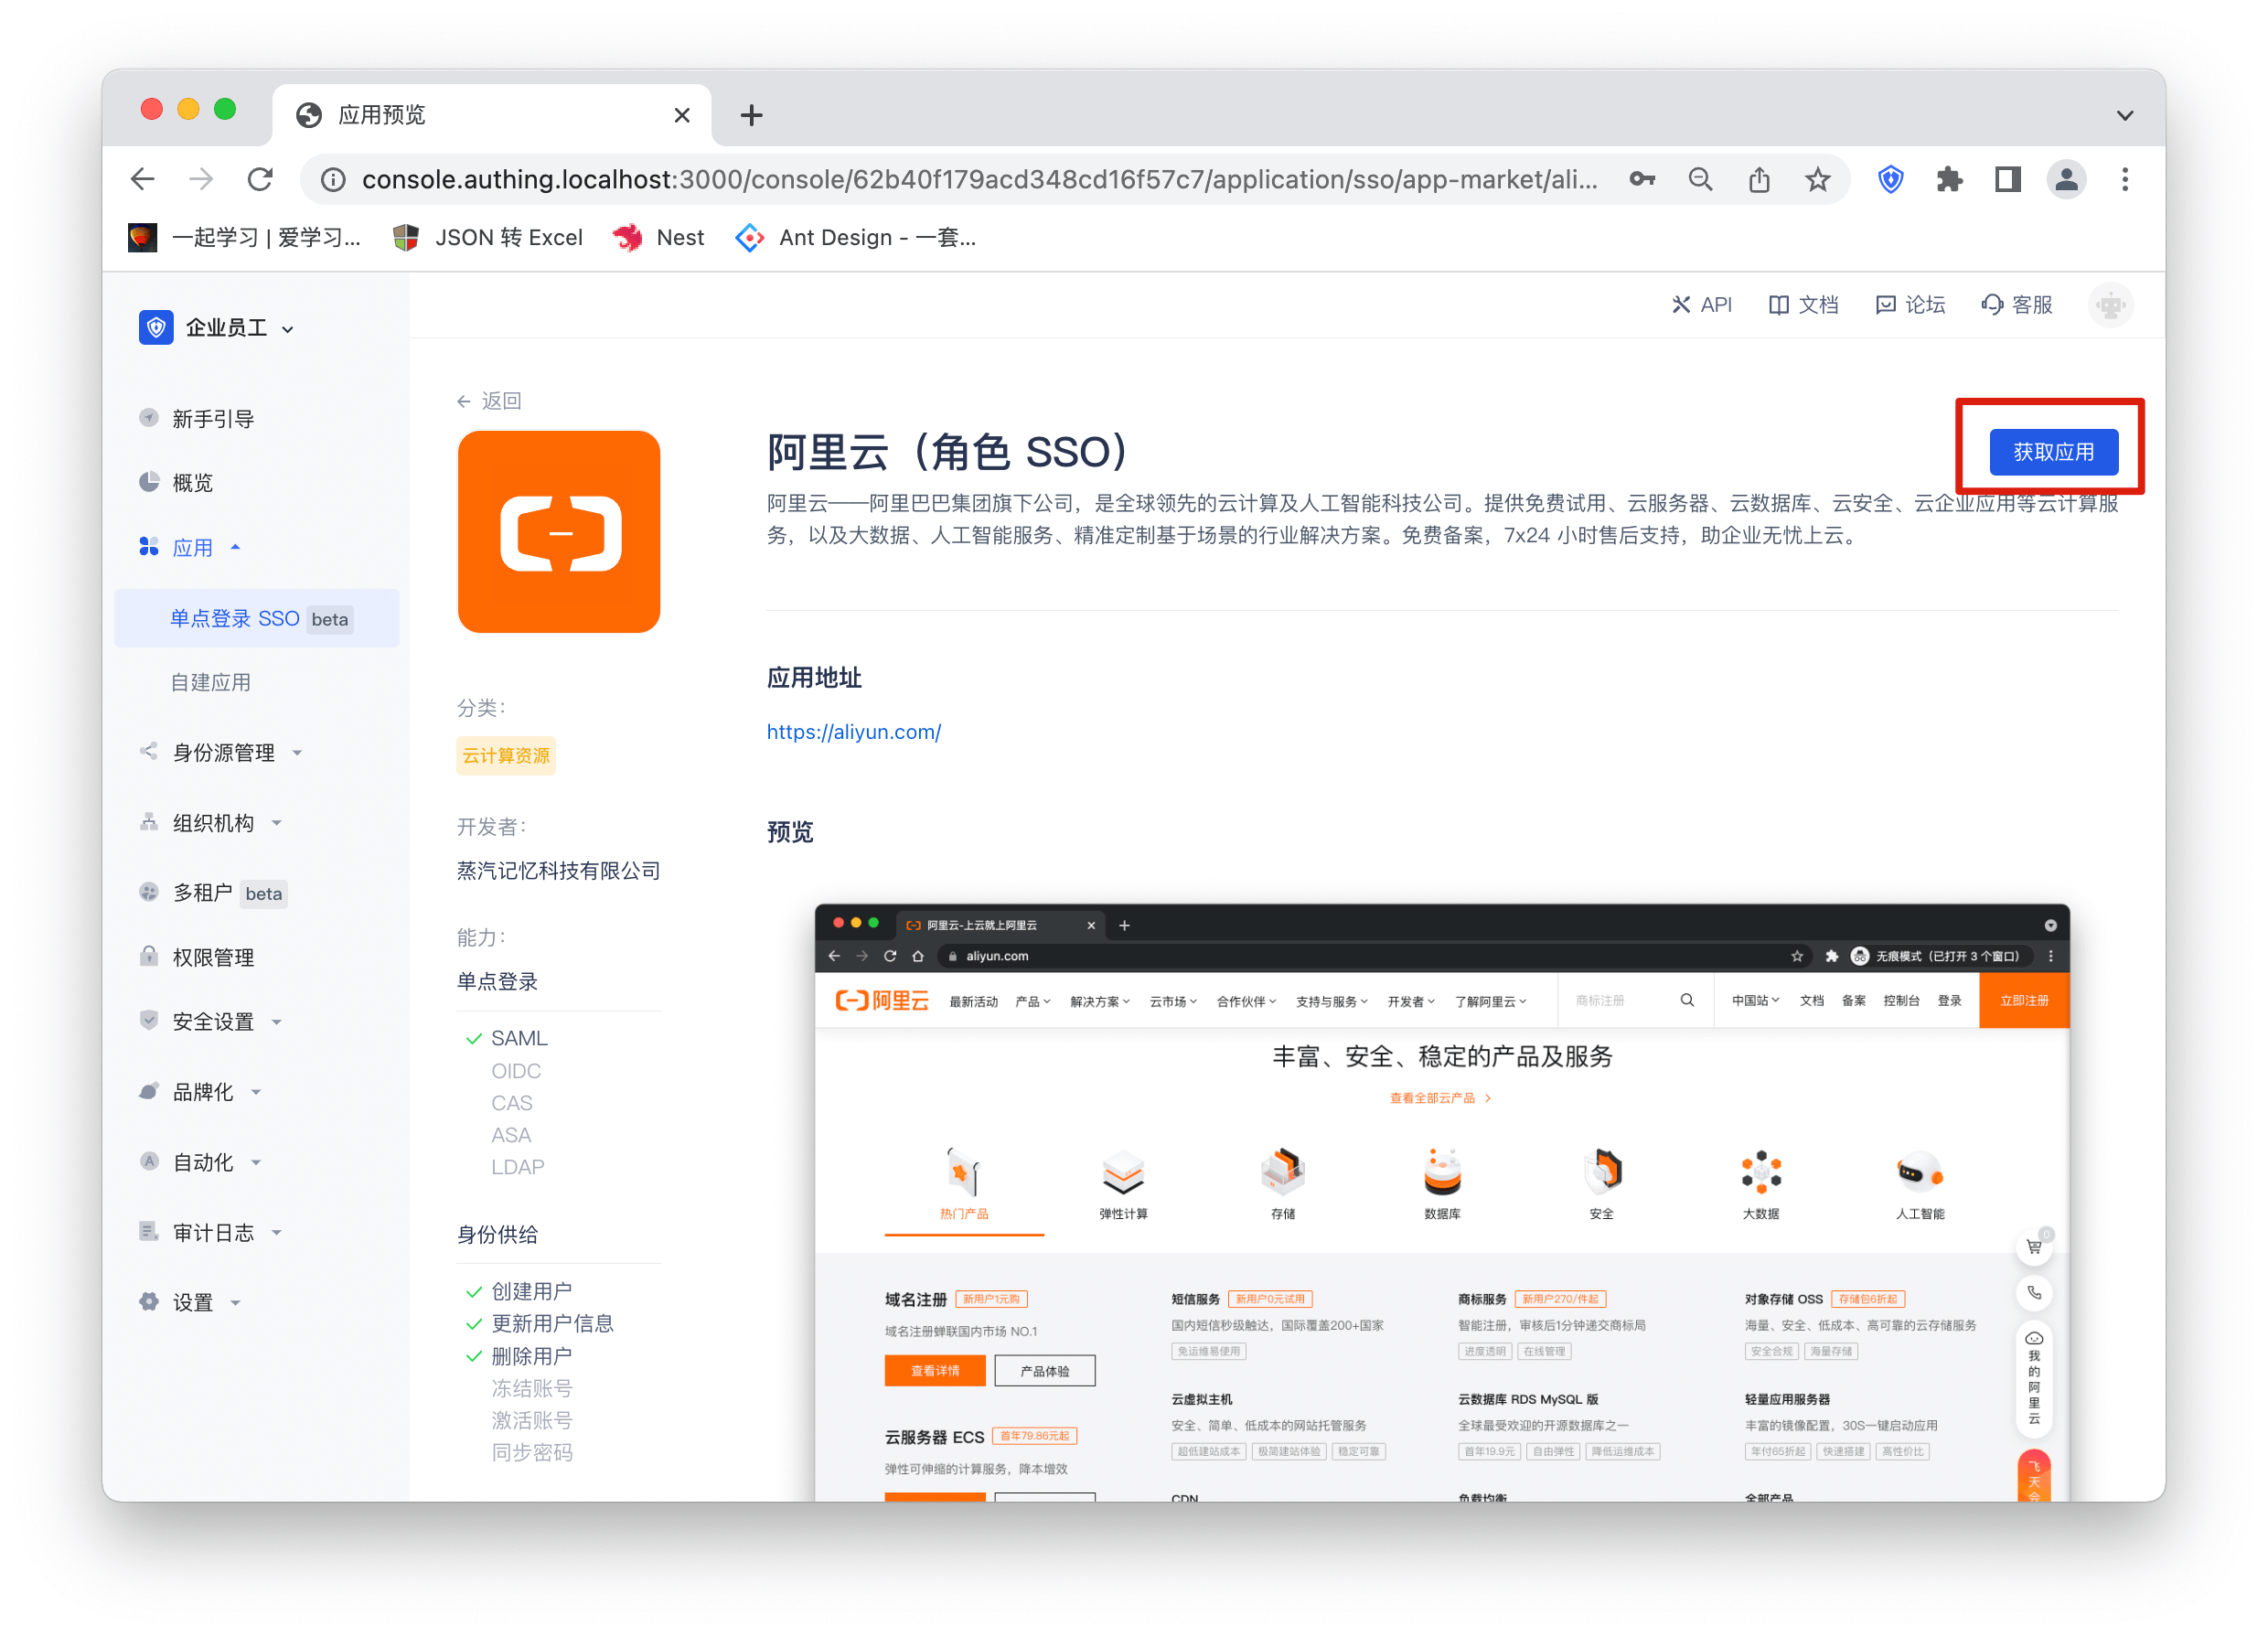 应用预览
console.authing.localhost:3000/console/62b40f179acd348cd16f57c7/application/sso/app-market/ali...
一起学习 | 爱学习... JSON 转 Excel Nest Ant Design - 一套...
企业员工
API 文档 论坛 客服
新手引导
概览
应用
单点登录 SSO beta
自建应用
身份源管理
组织机构
多租户 beta
权限管理
安全设置
品牌化
自动化
审计日志
设置
返回
分类：
云计算资源
开发者：
蒸汽记忆科技有限公司
能力：
单点登录
SAML
OIDC
CAS
ASA
LDAP
身份供给
创建用户
更新用户信息
删除用户
冻结账号
激活账号
同步密码
阿里云（角色 SSO）
获取应用
阿里云——阿里巴巴集团旗下公司，是全球领先的云计算及人工智能科技公司。提供免费试用、云服务器、云数据库、云安全、云企业应用等云计算服
务，以及大数据、人工智能服务、精准定制基于场景的行业解决方案。免费备案，7x24 小时售后支持，助企业无忧上云。
应用地址
https://aliyun.com/
预览
阿里云-上云就上阿里云
aliyun.com 无痕模式（已打开 3 个窗口）
阿里云 最新活动 产品 解决方案 云市场 合作伙伴 支持与服务 开发者 了解阿里云 商标注册 中国站 文档 备案 控制台 登录 立即注册
丰富、安全、稳定的产品及服务
查看全部云产品 >
热门产品 弹性计算 存储 数据库 安全 大数据 人工智能
0
域名注册 新用户1元购
域名注册蝉联国内市场 NO.1
查看详情 产品体验
云服务器 ECS 首年79.86元起
弹性可伸缩的计算服务，降本增效
短信服务 新用户0元试用
国内短信秒级触达，国际覆盖200+国家
免运维易使用
云虚拟主机
安全、简单、低成本的网站托管服务
超低建站成本 极简建站体验 稳定可靠
CDN
商标服务 新用户270/件起
智能注册，审核后1分钟递交商标局
进度透明 在线管理
云数据库 RDS MySQL 版
全球最受欢迎的开源数据库之一
首年19.9元 自由弹性 降低运维成本
负载均衡
对象存储 OSS 存储包6折起
海量、安全、低成本、高可靠的云存储服务
安全合规 海量存储
轻量应用服务器
丰富的镜像配置，30S一键启动应用
年付65折起 快速搭建 高性价比
全部产品
我的阿里云
飞天会